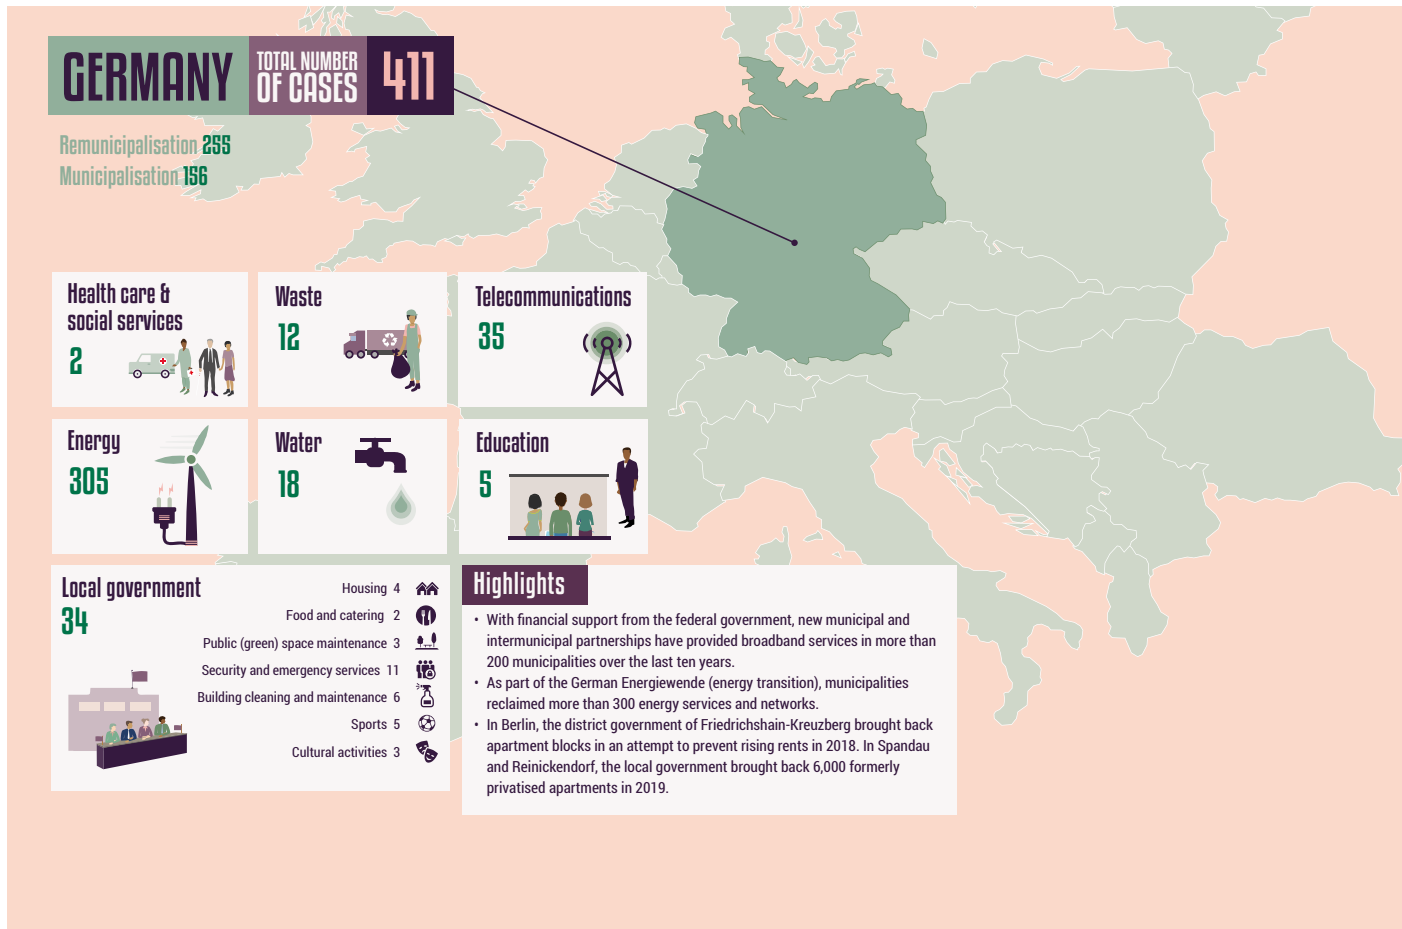 GERMANY
TOTAL NUMBER
OF CASES
411
Remunicipalisation 255
Municipalisation 156
Health care &
social services
2
Waste
12
Telecommunications
35
Energy
305
Water
18
Education
5
Local government
34
Housing 4
Food and catering 2
Public (green) space maintenance 3
Security and emergency services 11
Building cleaning and maintenance 6
Sports 5
Cultural activities 3
Highlights
• With financial support from the federal government, new municipal and
intermunicipal partnerships have provided broadband services in more than
200 municipalities over the last ten years.
• As part of the German Energiewende (energy transition), municipalities
reclaimed more than 300 energy services and networks.
• In Berlin, the district government of Friedrichshain-Kreuzberg brought back
apartment blocks in an attempt to prevent rising rents in 2018. In Spandau
and Reinickendorf, the local government brought back 6,000 formerly
privatised apartments in 2019.